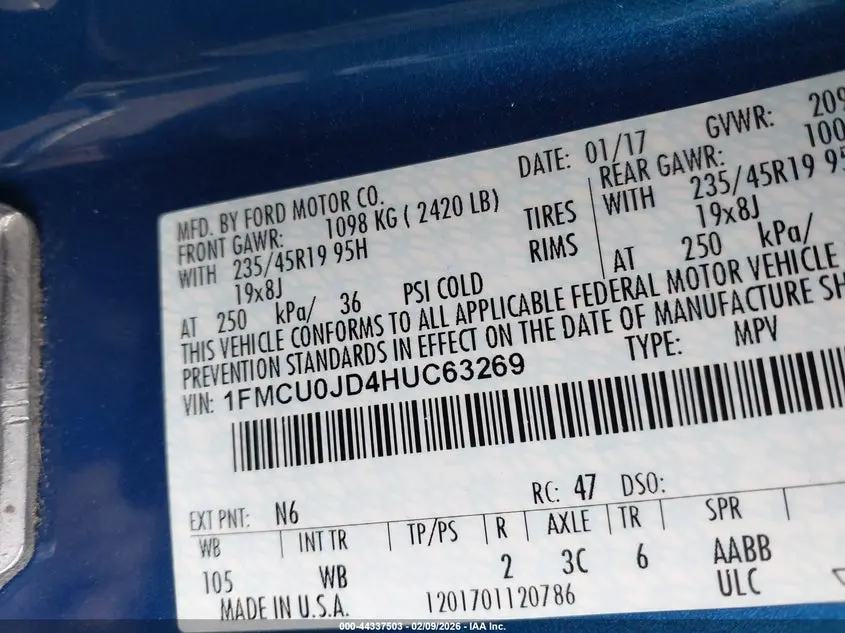 MFD. BY FORD MOTOR CO.
DATE: 01/17
GVWR: 209
FRONT GAWR: 1098 KG ( 2420 LB)
REAR GAWR: 100
WITH 235/45R19 95H
TIRES
WITH 235/45R19 95
19x8J
RIMS
19x8J
AT 250 kPa/ 36 PSI COLD
AT 250 kPa/
THIS VEHICLE CONFORMS TO ALL APPLICABLE FEDERAL MOTOR VEHICLE
PREVENTION STANDARDS IN EFFECT ON THE DATE OF MANUFACTURE SH
VIN: 1FMCU0JD4HUC63269
TYPE: MPV
EXT PNT: N6
RC: 47 DSO:
WB INT TR TP/PS R AXLE TR SPR
105 WB 2 3C 6 AABB
ULC
MADE IN U.S.A. 1201701120786
000-44337503 - 02/09/2026 - IAA Inc.